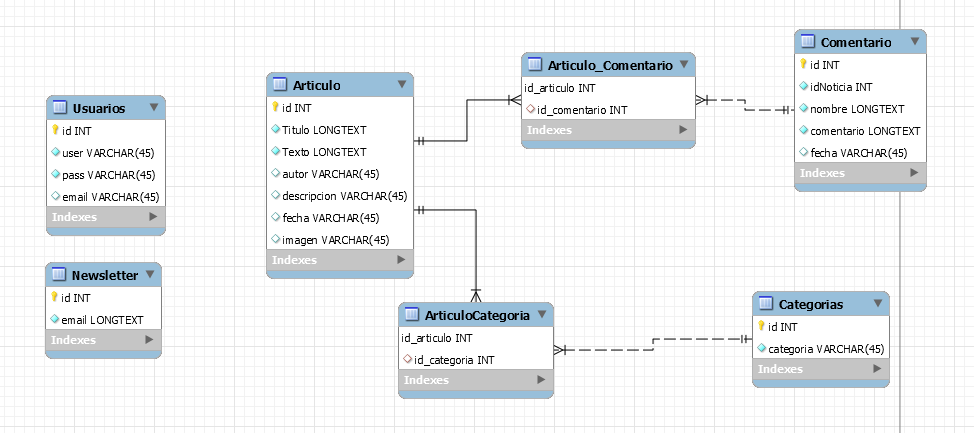 Usuarios
id INT
user VARCHAR(45)
pass VARCHAR(45)
email VARCHAR(45)
Indexes
Newsletter
id INT
email LONGTEXT
Indexes
Articulo
id INT
Titulo LONGTEXT
Texto LONGTEXT
autor VARCHAR(45)
descripcion VARCHAR(45)
fecha VARCHAR(45)
imagen VARCHAR(45)
Indexes
Articulo_Comentario
id_articulo INT
id_comentario INT
Indexes
Comentario
id INT
idNoticia INT
nombre LONGTEXT
comentario LONGTEXT
fecha VARCHAR(45)
Indexes
ArticuloCategoria
id_articulo INT
id_categoria INT
Indexes
Categorias
id INT
categoria VARCHAR(45)
Indexes